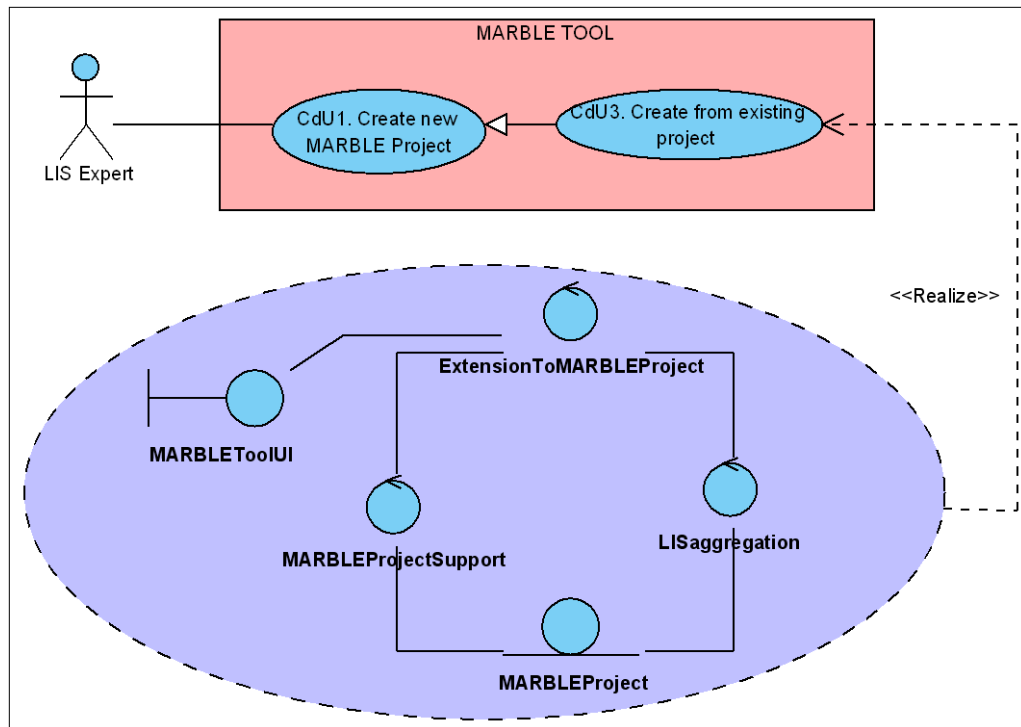 MARBLE TOOL
CdU1. Create new
MARBLE Project
CdU3. Create from existing
project
LIS Expert
<<Realize>>
ExtensionToMARBLEProject
MARBLEToolUI
MARBLEProjectSupport
LISaggregation
MARBLEProject